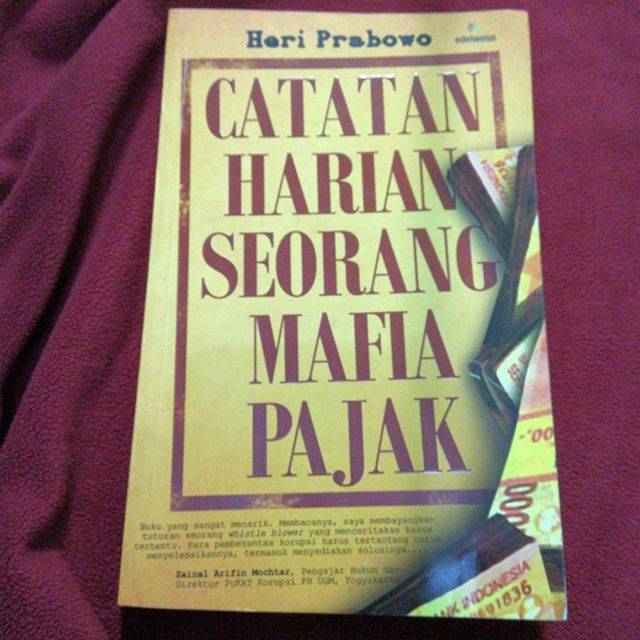 Heri Prabowo
edelweiss
CATATAN
HARIAN
SEORANG
MAFIA
PAJAK
Buku yang sangat menarik. Membacanya, saya membayangkan
tuturan seorang whistle blower yang menceritakan kasus
tertentu. Para pemberantas korupsi harus tertantang untuk
menyelesaikannya, termasuk menyediakan solusinya....
Zainal Arifin Mochtar, Pengajar Hukum dan
Direktur PuKAT Korupsi FH UGM, Yogyakarta
ANK INDONESIA